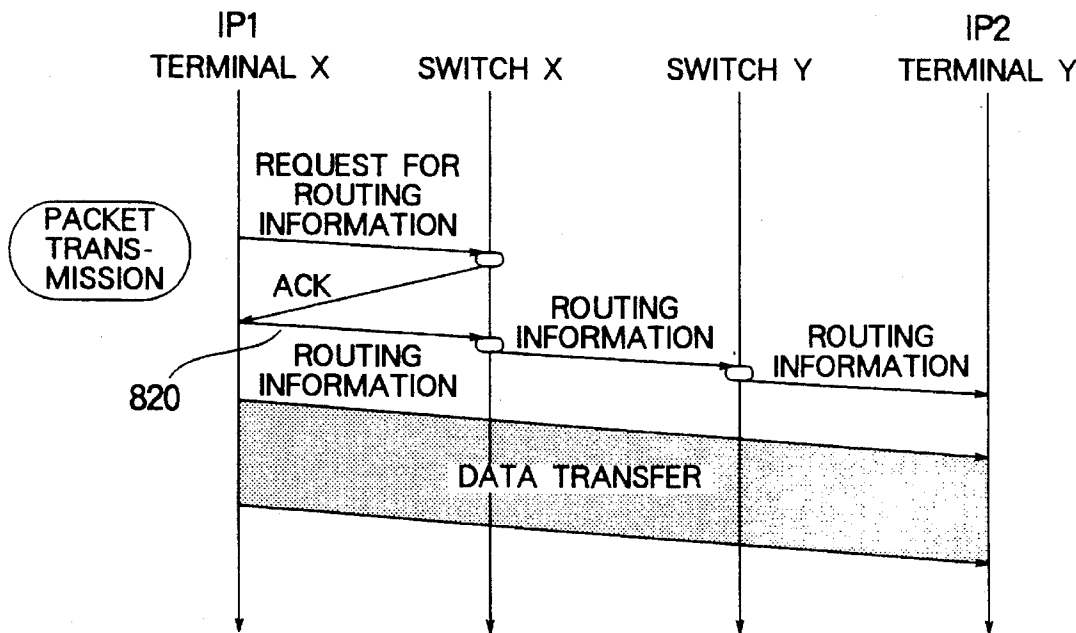 IP1
TERMINAL X
SWITCH X
SWITCH Y
IP2
TERMINAL Y
REQUEST FOR
ROUTING
INFORMATION
PACKET
TRANS-
MISSION
ACK
ROUTING
INFORMATION
ROUTING
INFORMATION
ROUTING
INFORMATION
820
DATA TRANSFER